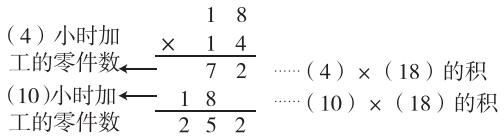 1 8
（4）小时加
× 1 4
工的零件数
7 2 ……（4）×（18）的积
（10）小时加
1 8 ……（10）×（18）的积
工的零件数
2 5 2